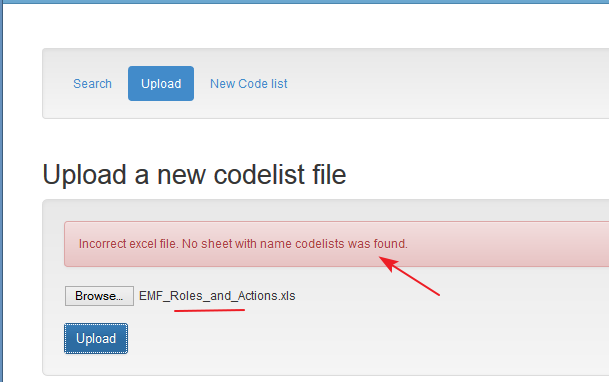 Search Upload New Code list
Upload a new codelist file
Incorrect excel file. No sheet with name codelists was found.
Browse... EMF_Roles_and_Actions.xls
Upload